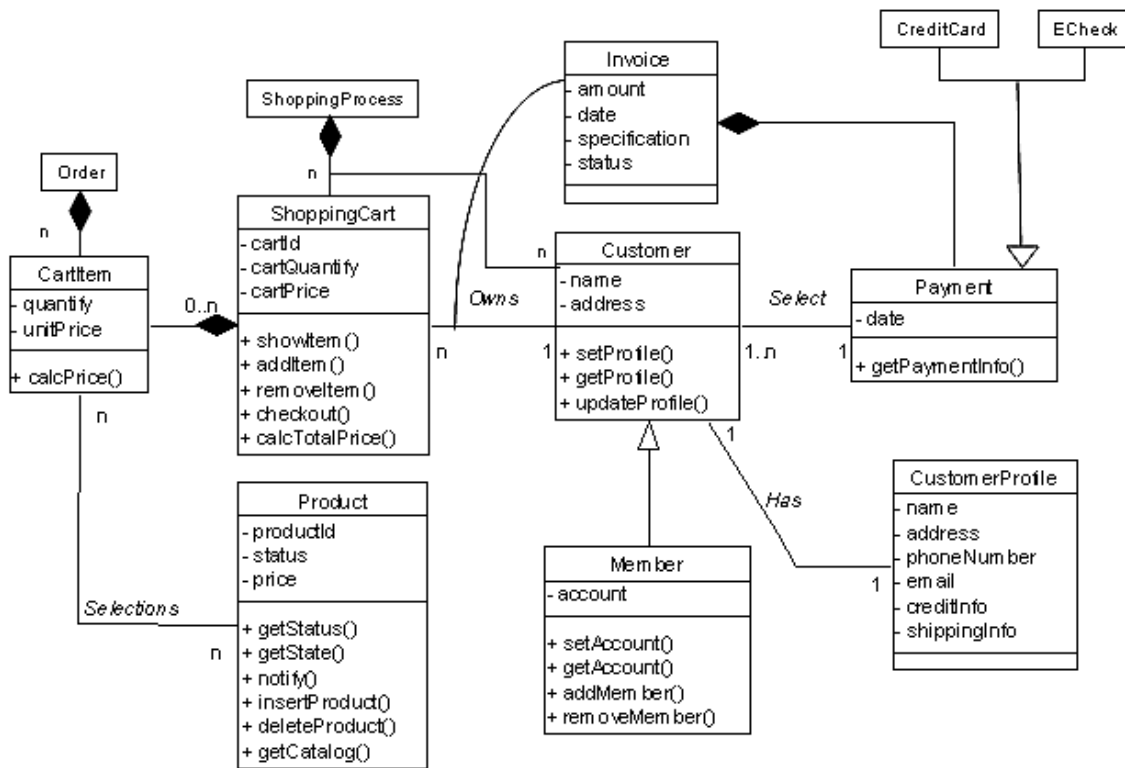 CreditCard
ECheck
Invoice
- amount
- date
- specification
- status
ShoppingProcess
n
Order
n
ShoppingCart
- cartId
- cartQuantify
- cartPrice
+ showItem()
+ addItem()
+ removeItem()
+ checkout()
+ calcTotalPrice()
CartItem
- quantify
- unitPrice
+ calcPrice()
0..n
n
Owns
n
1
n
Customer
- name
- address
+ setProfile()
+ getProfile()
+ updateProfile()
Select
1..n
1
Payment
- date
+ getPaymentInfo()
Selections
n
Product
- productId
- status
- price
+ getStatus()
+ getState()
+ notify()
+ insertProduct()
+ deleteProduct()
+ getCatalog()
Member
- account
+ setAccount()
+ getAccount()
+ addMember()
+ removeMember()
1
Has
1
CustomerProfile
- name
- address
- phoneNumber
- email
- creditInfo
- shippingInfo